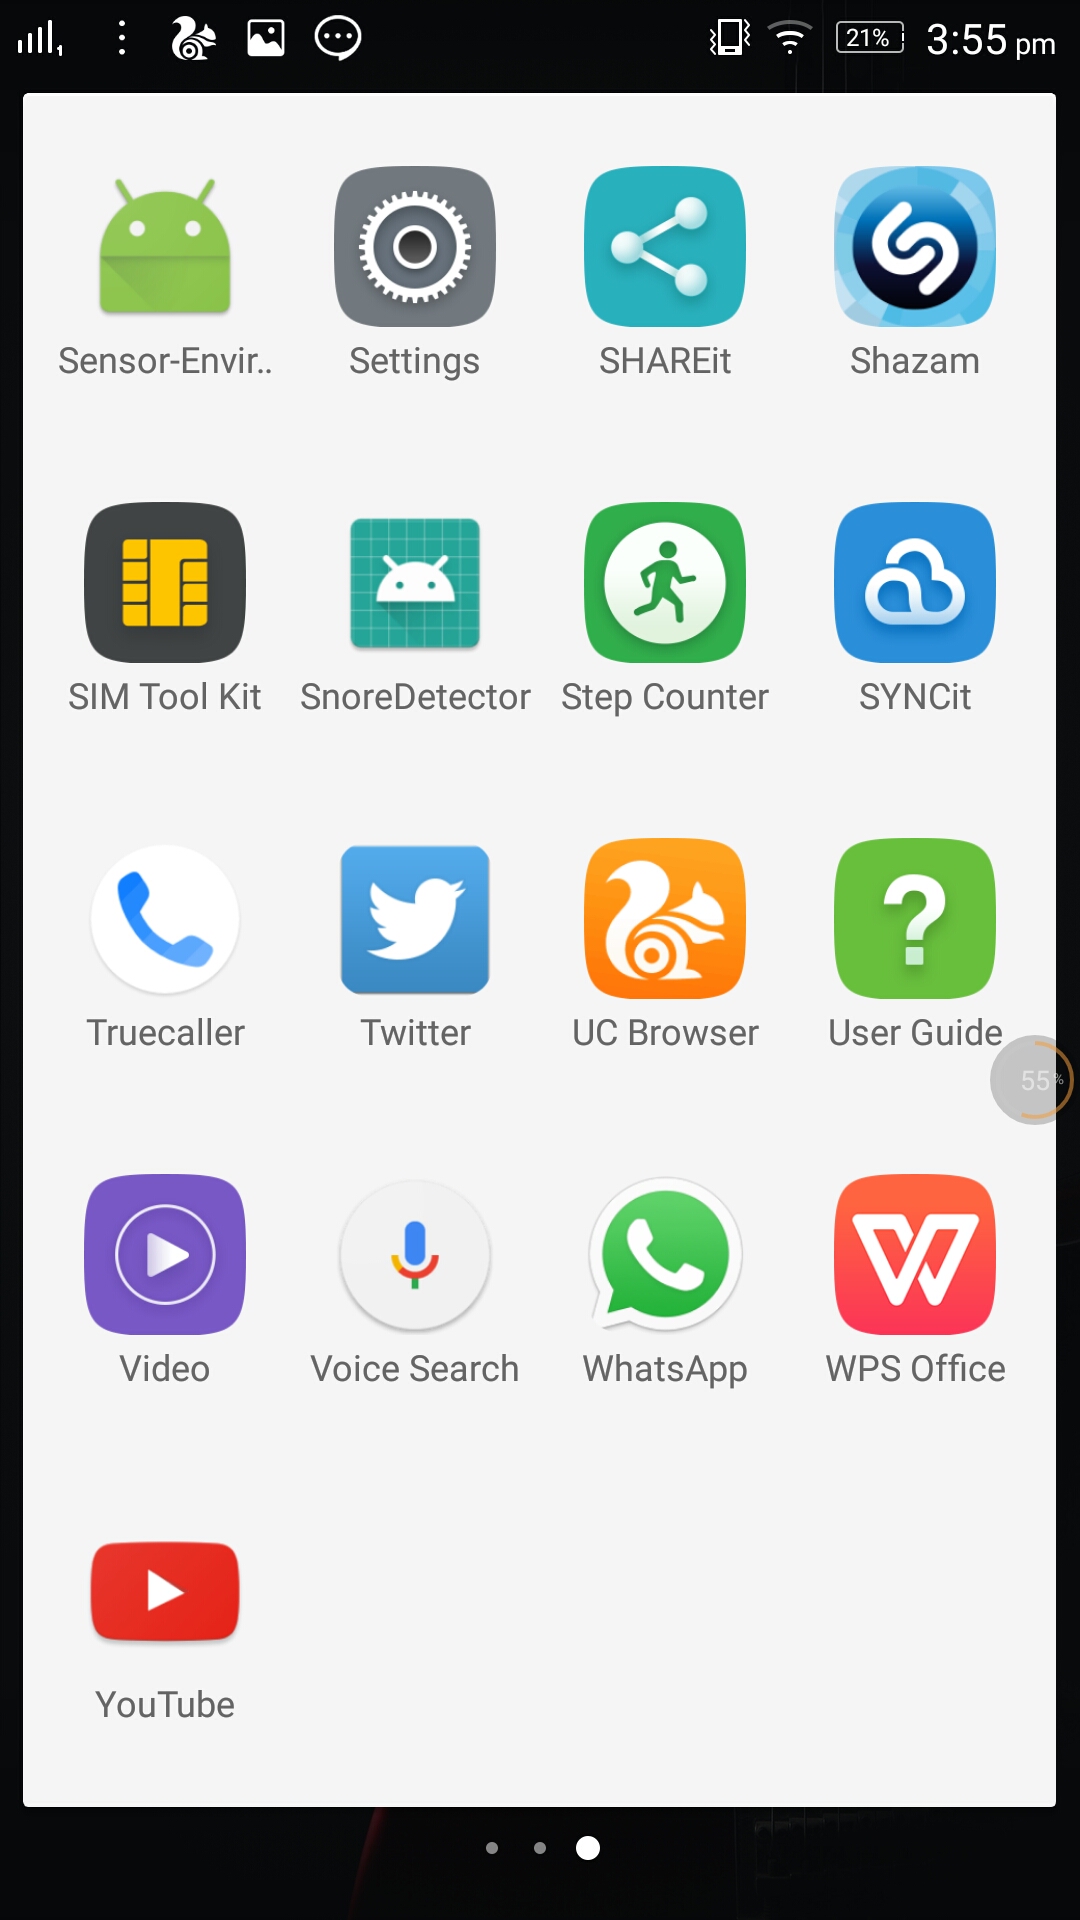 21% 3:55 pm
Sensor-Envir.. Settings SHAREit Shazam
SIM Tool Kit SnoreDetector Step Counter SYNCit
Truecaller Twitter UC Browser User Guide
55%
Video Voice Search WhatsApp WPS Office
YouTube